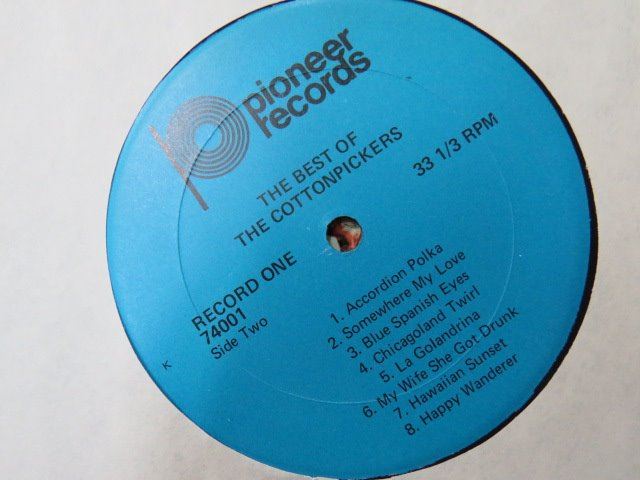 pioneer
records
THE BEST OF
THE COTTONPICKERS
33 1/3 RPM
RECORD ONE
74001
Side Two
1. Accordion Polka
2. Somewhere My Love
3. Blue Spanish Eyes
4. Chicagoland Twirl
5. La Golandrina
6. My Wife She Got Drunk
7. Hawaiian Sunset
8. Happy Wanderer
K